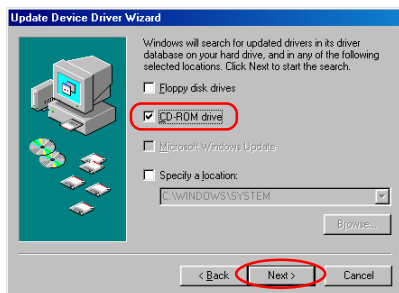 Update Device Driver Wizard
Windows will search for updated drivers in its driver
database on your hard drive, and in any of the following
selected locations. Click Next to start the search.
Floppy disk drives
CD-ROM drive
Microsoft Windows Update
Specify a location:
C:\WINDOWS\SYSTEM
Browse...
< Back
Next >
Cancel